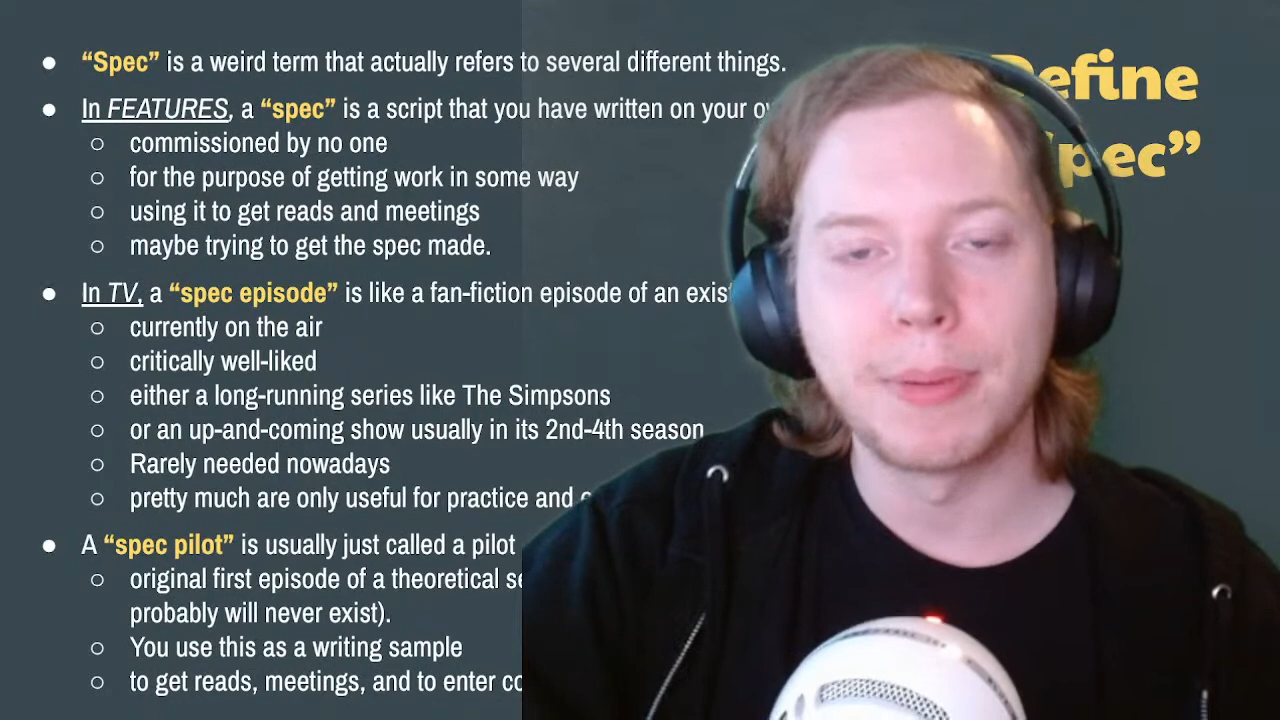 ● "Spec" is a weird term that actually refers to several different things.
● In FEATURES, a "spec" is a script that you have written on your
○ commissioned by no one
○ for the purpose of getting work in some way
○ using it to get reads and meetings
○ maybe trying to get the spec made.
● In TV, a "spec episode" is like a fan-fiction episode of an
○ currently on the air
○ critically well-liked
○ either a long-running series like The Simpsons
○ or an up-and-coming show usually in its 2nd-4th season
○ Rarely needed nowadays
○ pretty much are only useful for practice and
● A "spec pilot" is usually just called a pilot
○ original first episode of a theoretical
probably will never exist).
○ You use this as a writing sample
○ to get reads, meetings, and to enter
Define
"Spec"